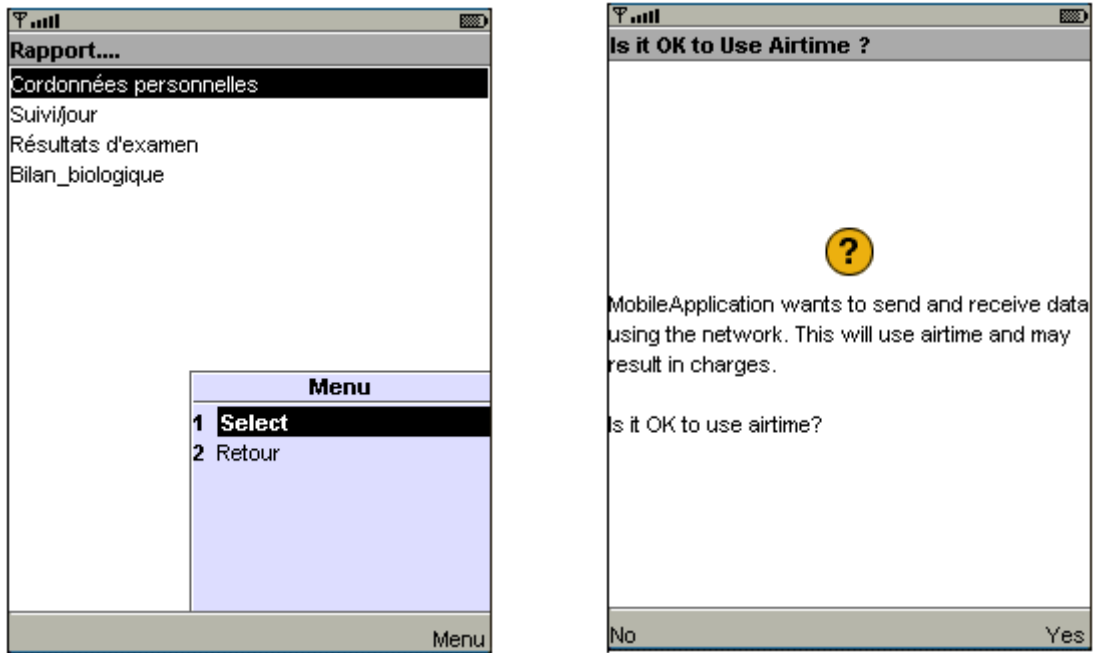 Rapport....
Cordonnées personnelles
Suivi/jour
Résultats d'examen
Bilan_biologique
Menu
1 Select
2 Retour
Menu
Is it OK to Use Airtime ?
MobileApplication wants to send and receive data
using the network. This will use airtime and may
result in charges.
Is it OK to use airtime?
No
Yes